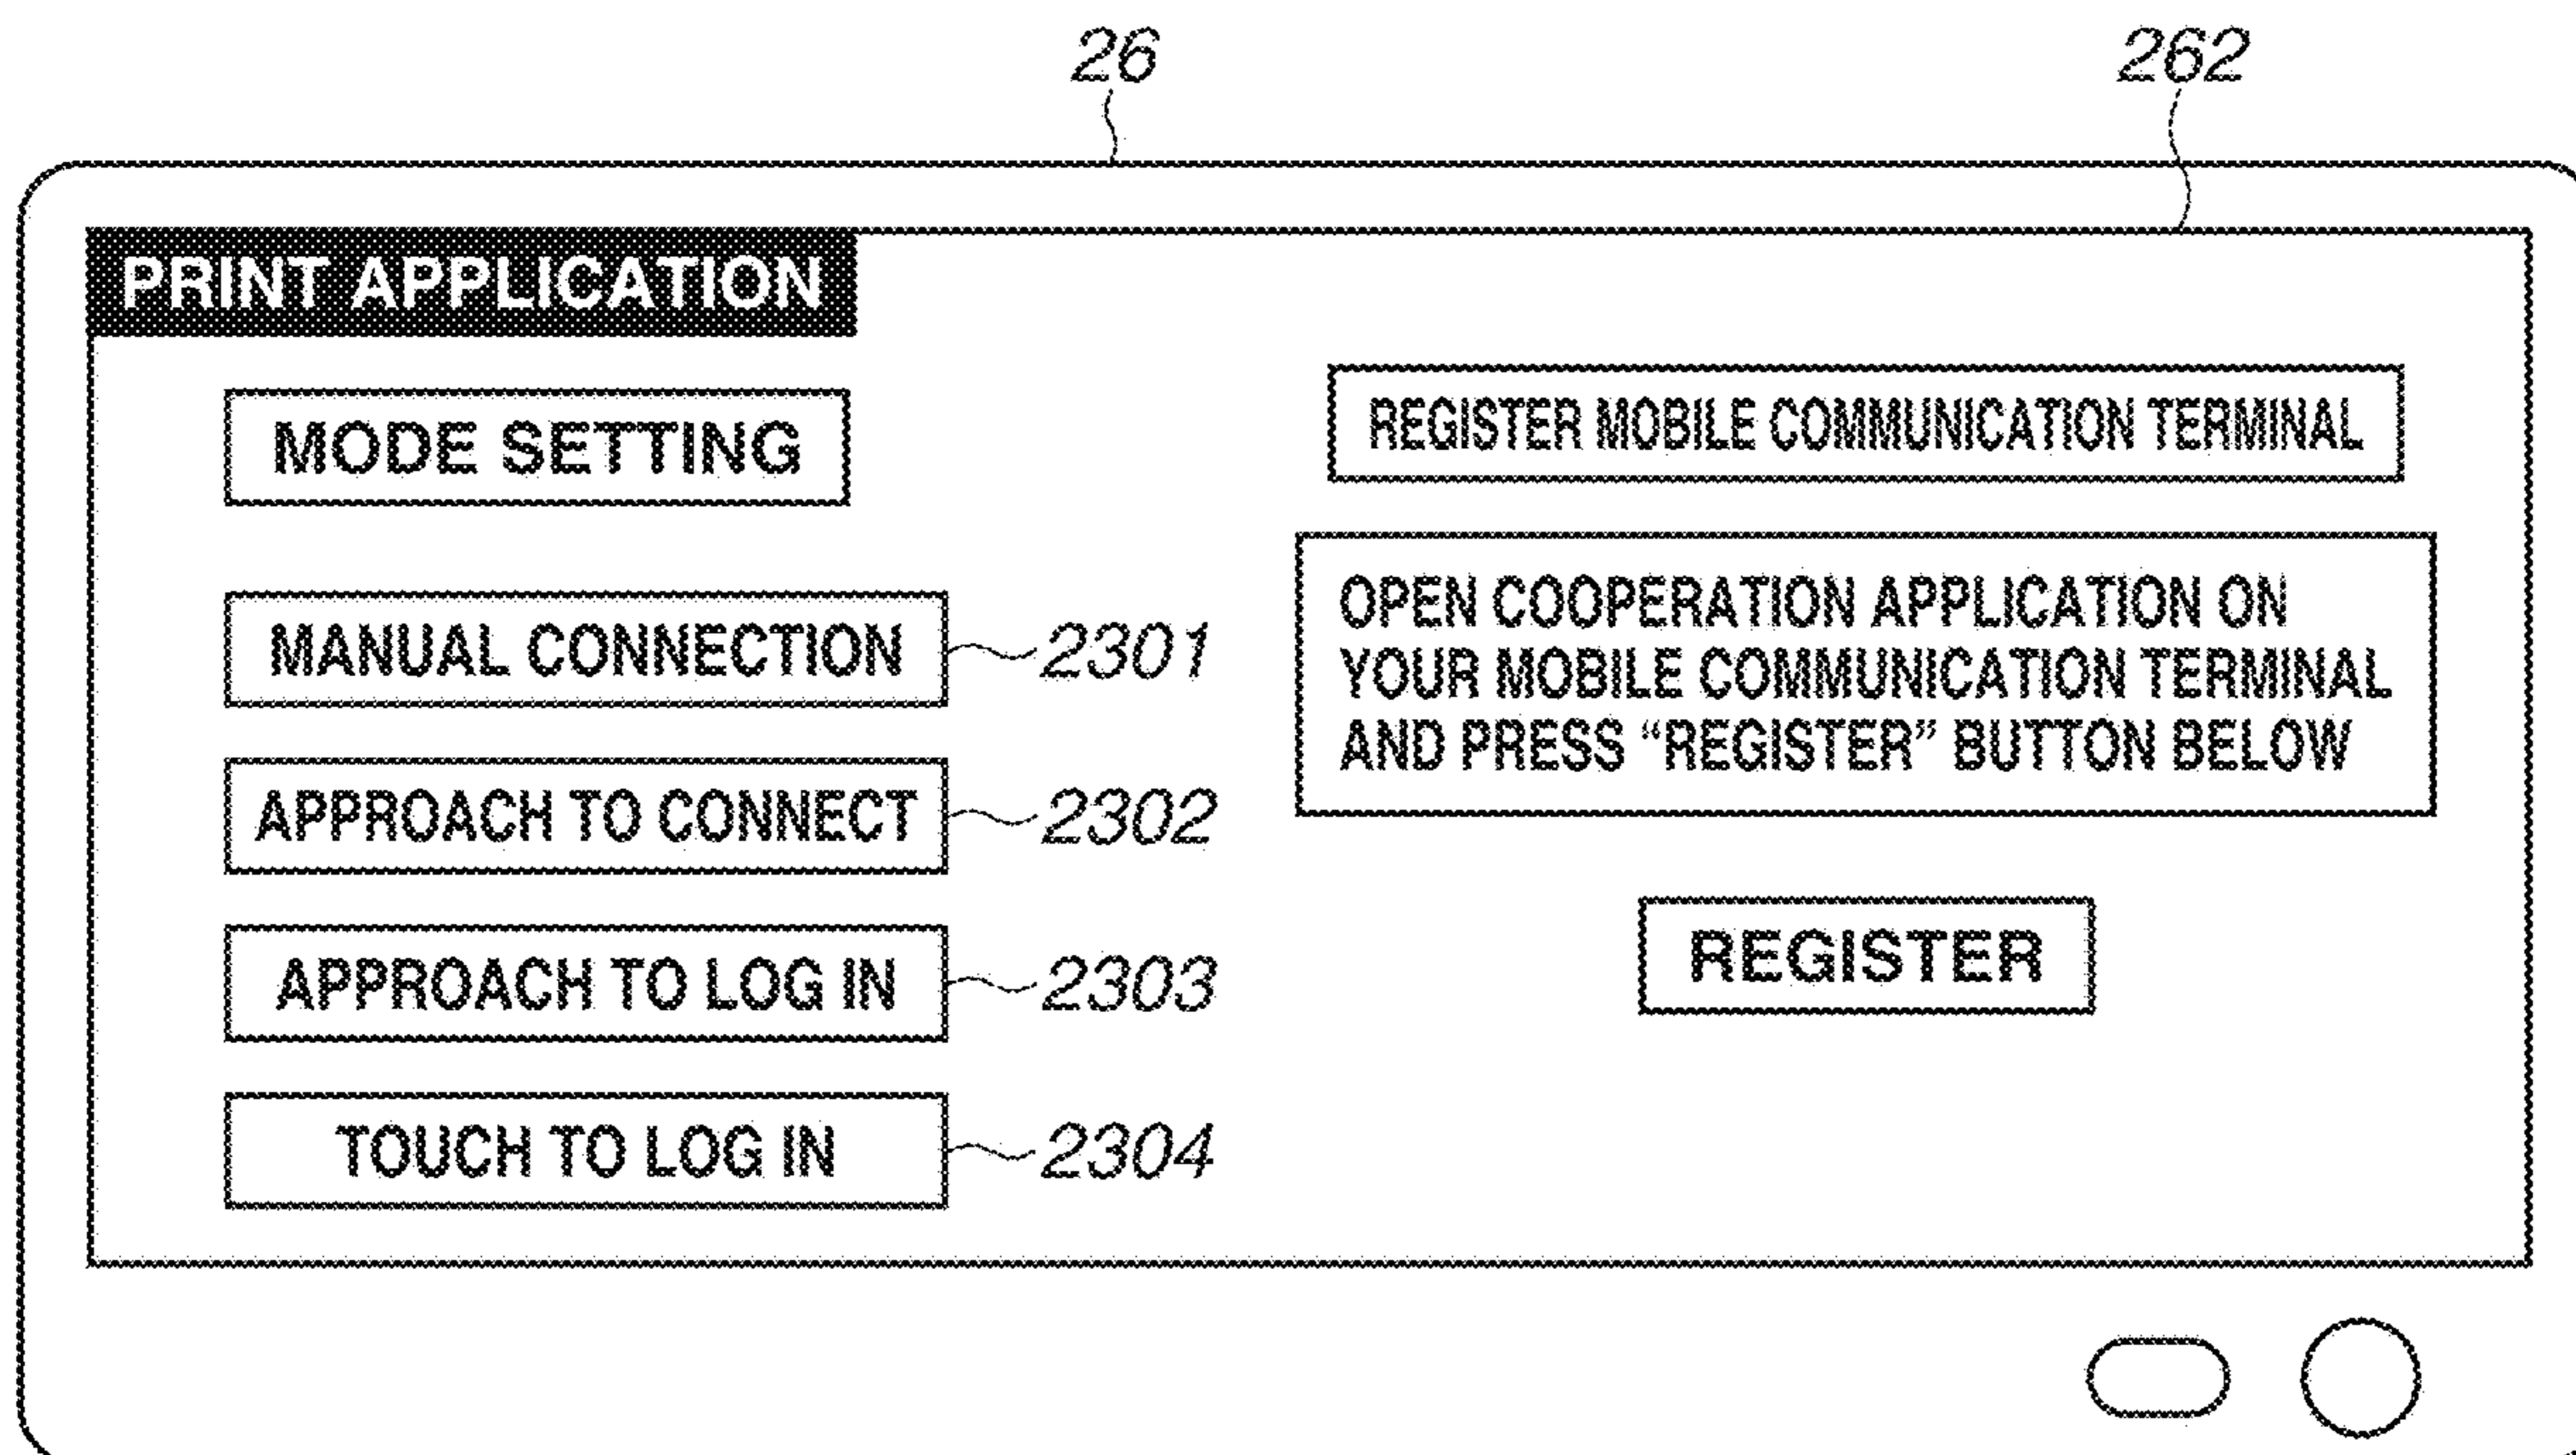 26
262
PRINT APPLICATION
MODE SETTING
MANUAL CONNECTION
2301
APPROACH TO CONNECT
2302
APPROACH TO LOG IN
2303
TOUCH TO LOG IN
2304
REGISTER MOBILE COMMUNICATION TERMINAL
OPEN COOPERATION APPLICATION ON
YOUR MOBILE COMMUNICATION TERMINAL
AND PRESS “REGISTER” BUTTON BELOW
REGISTER